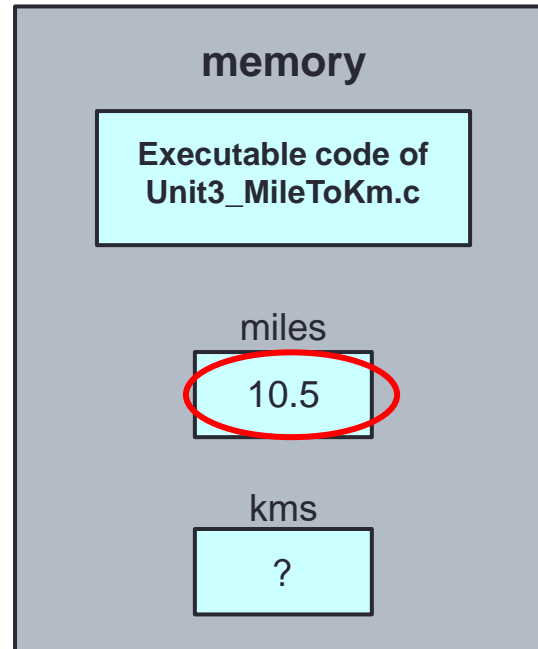 memory
Executable code of
Unit3_MileToKm.c
miles
10.5
kms
?